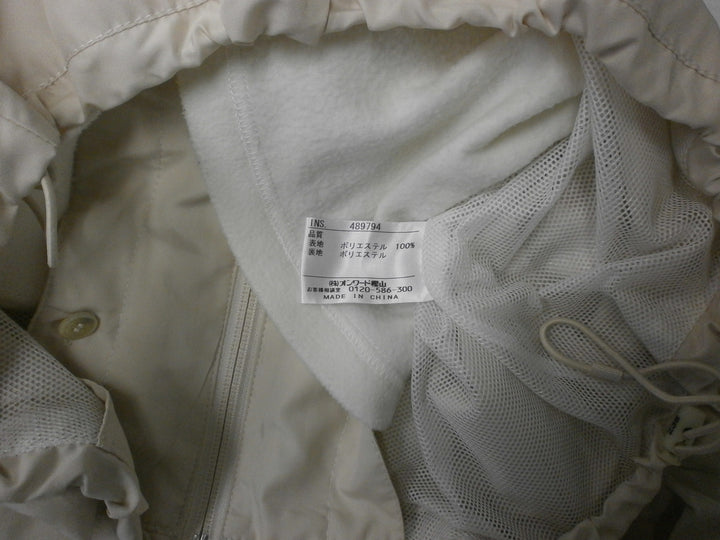 INS. 489794
品質
表地 ポリエステル 100%
裏地 ポリエステル
㈱オンワード樫山
お客様相談室 0120-586-300
MADE IN CHINA